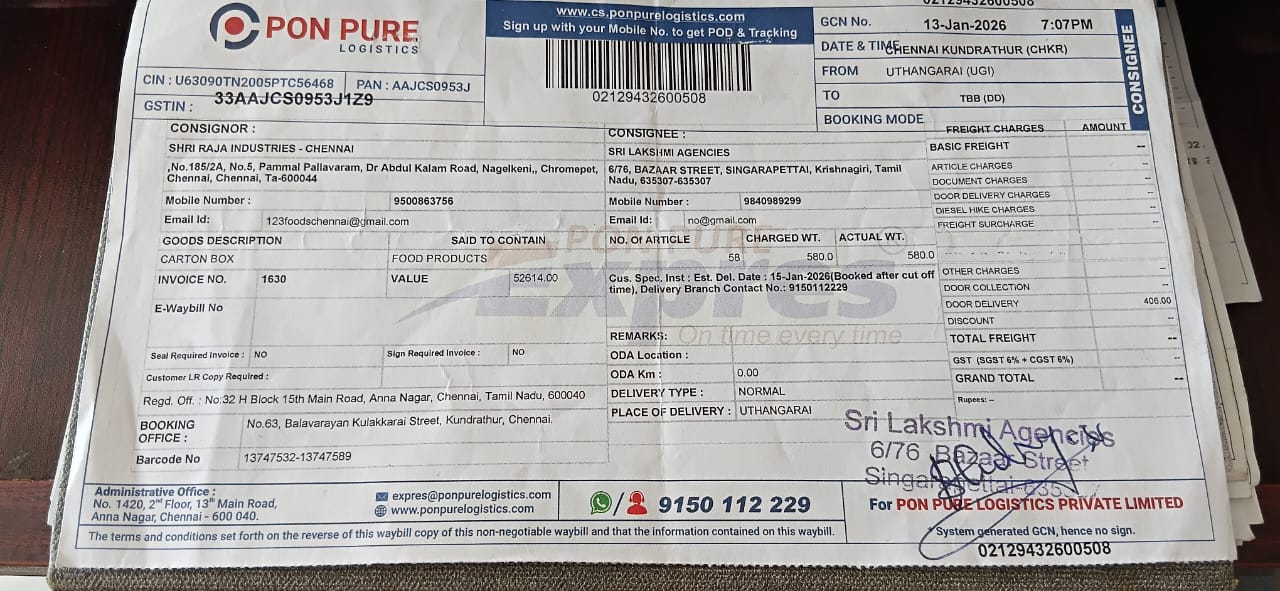 02129432600508
PON PURE
LOGISTICS
www.cs.ponpurelogistics.com
Sign up with your Mobile No. to get POD & Tracking
02129432600508
GCN No.
13-Jan-2026 7:07PM
DATE & TIME
CHENNAI KUNDRATHUR (CHKR)
FROM
UTHANGARAI (UGI)
TO
TBB (DD)
BOOKING MODE
CONSIGNEE
CIN : U63090TN2005PTC56468
PAN : AAJCS0953J
GSTIN : 33AAJCS0953J1Z9
CONSIGNOR :
SHRI RAJA INDUSTRIES - CHENNAI
,No.185/2A, No.5, Pammal Pallavaram, Dr Abdul Kalam Road, Nagelkeni,, Chromepet,
Chennai, Chennai, Ta-600044
Mobile Number : 9500863756
Email Id: 123foodschennai@gmail.com
CONSIGNEE :
SRI LAKSHMI AGENCIES
6/76, BAZAAR STREET, SINGARAPETTAI, Krishnagiri, Tamil
Nadu, 635307-635307
Mobile Number : 9840989299
Email Id: no@gmail.com
GOODS DESCRIPTION SAID TO CONTAIN NO. Of ARTICLE CHARGED WT. ACTUAL WT.
CARTON BOX FOOD PRODUCTS 58 580.0 580.0
INVOICE NO. 1630 VALUE 52614.00
Cus. Spec. Inst : Est. Del. Date : 15-Jan-2026(Booked after cut off
time), Delivery Branch Contact No.: 9150112229
E-Waybill No
PON PURE
Expres
On time every time
REMARKS:
Seal Required Invoice : NO Sign Required Invoice : NO
ODA Location :
Customer LR Copy Required :
ODA Km : 0.00
DELIVERY TYPE : NORMAL
PLACE OF DELIVERY : UTHANGARAI
Regd. Off. : No:32 H Block 15th Main Road, Anna Nagar, Chennai, Tamil Nadu, 600040
BOOKING
OFFICE :
No.63, Balavarayan Kulakkarai Street, Kundrathur, Chennai.
Barcode No 13747532-13747589
FREIGHT CHARGES AMOUNT
BASIC FREIGHT --
ARTICLE CHARGES --
DOCUMENT CHARGES --
DOOR DELIVERY CHARGES --
DIESEL HIKE CHARGES --
FREIGHT SURCHARGE --
OTHER CHARGES --
DOOR COLLECTION --
DOOR DELIVERY 406.00
DISCOUNT --
TOTAL FREIGHT --
GST (SGST 6% + CGST 6%) --
GRAND TOTAL --
Rupees: --
Sri Lakshmi Agencies
6/76 Bazaar Street
For PON PURE LOGISTICS PRIVATE LIMITED
* System generated GCN, hence no sign.
02129432600508
Administrative Office :
No. 1420, 2nd Floor, 13th Main Road,
Anna Nagar, Chennai - 600 040.
expres@ponpurelogistics.com
www.ponpurelogistics.com
9150 112 229
The terms and conditions set forth on the reverse of this waybill copy of this non-negotiable waybill and that the information contained on this waybill.